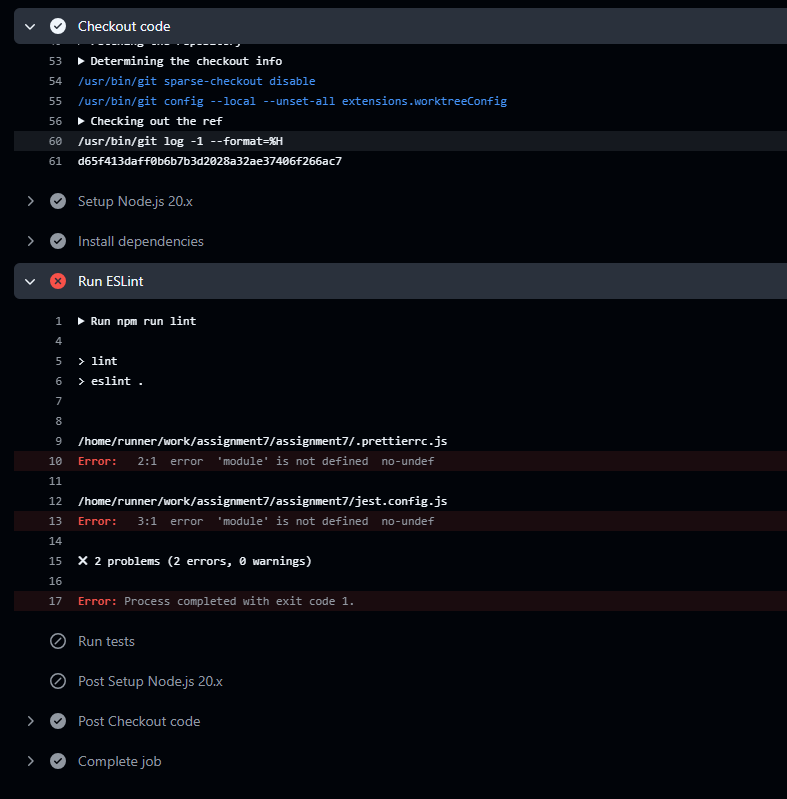 Checkout code
53 ▶ Determining the checkout info
54 /usr/bin/git sparse-checkout disable
55 /usr/bin/git config --local --unset-all extensions.worktreeConfig
56 ▶ Checking out the ref
60 /usr/bin/git log -1 --format=%H
61 d65f413daff0b6b7b3d2028a32ae37406f266ac7
Setup Node.js 20.x
Install dependencies
Run ESLint
1 ▶ Run npm run lint
4
5 > lint
6 > eslint .
7
8
9 /home/runner/work/assignment7/assignment7/.prettierrc.js
10 Error: 2:1 error 'module' is not defined no-undef
11
12 /home/runner/work/assignment7/assignment7/jest.config.js
13 Error: 3:1 error 'module' is not defined no-undef
14
15 ✖ 2 problems (2 errors, 0 warnings)
16
17 Error: Process completed with exit code 1.
Run tests
Post Setup Node.js 20.x
Post Checkout code
Complete job